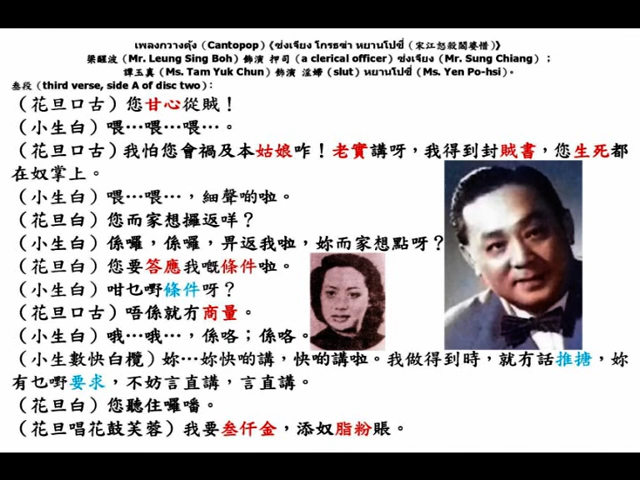 เพลงกวางตุ้ง (Cantopop)《ซ่งเจียง โกรธฆ่า หยานโปซี่ (宋江怒殺閻婆惜)》
梁醒波 (Mr. Leung Sing Boh) 飾演 押司 (a clerical officer) ซ่งเจียง (Mr. Sung Chiang)；
譚玉真 (Ms. Tam Yuk Chun) 飾演 淫婦 (slut) หยานโปซี่ (Ms. Yen Po-hsi)。
叁段 (third verse, side A of disc two)：
（花旦口古）您甘心從賊！
（小生白）喂⋯喂⋯喂⋯。
（花旦口古）我怕您會禍及本姑娘咋！老實講呀，我得到封賊書，您生死都
在奴掌上。
（小生白）喂⋯喂⋯，細聲啲啦。
（花旦白）您而家想攞返咩？
（小生白）係囉，係囉，畀返我啦，妳而家想點呀？
（花旦白）您要答應我嘅條件啦。
（小生白）咁乜嘢條件呀？
（花旦口古）唔係就冇商量。
（小生白）哦⋯哦⋯，係咯；係咯。
（小生數快白欖）妳⋯妳快啲講，快啲講啦。我做得到時，就冇話推搪，妳
有乜嘢要求，不妨言直講，言直講。
（花旦白）您聽住囉噃。
（花旦唱花鼓芙蓉）我要叁仟金，添奴脂粉賬。